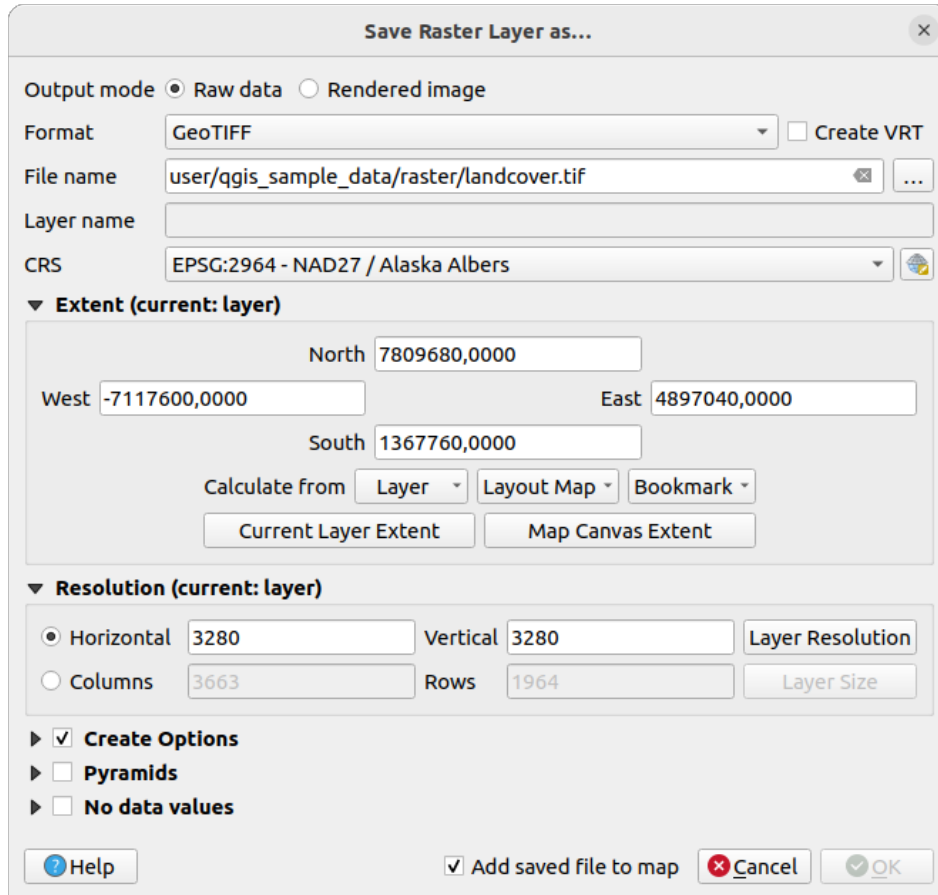 Save Raster Layer as...
Output mode Raw data Rendered image
Format GeoTIFF Create VRT
File name user/qgis_sample_data/raster/landcover.tif ...
Layer name
CRS EPSG:2964 - NAD27 / Alaska Albers
Extent (current: layer)
North 7809680,0000
West -7117600,0000 East 4897040,0000
South 1367760,0000
Calculate from Layer Layout Map Bookmark
Current Layer Extent Map Canvas Extent
Resolution (current: layer)
Horizontal 3280 Vertical 3280 Layer Resolution
Columns 3663 Rows 1964 Layer Size
Create Options
Pyramids
No data values
Help Add saved file to map Cancel OK